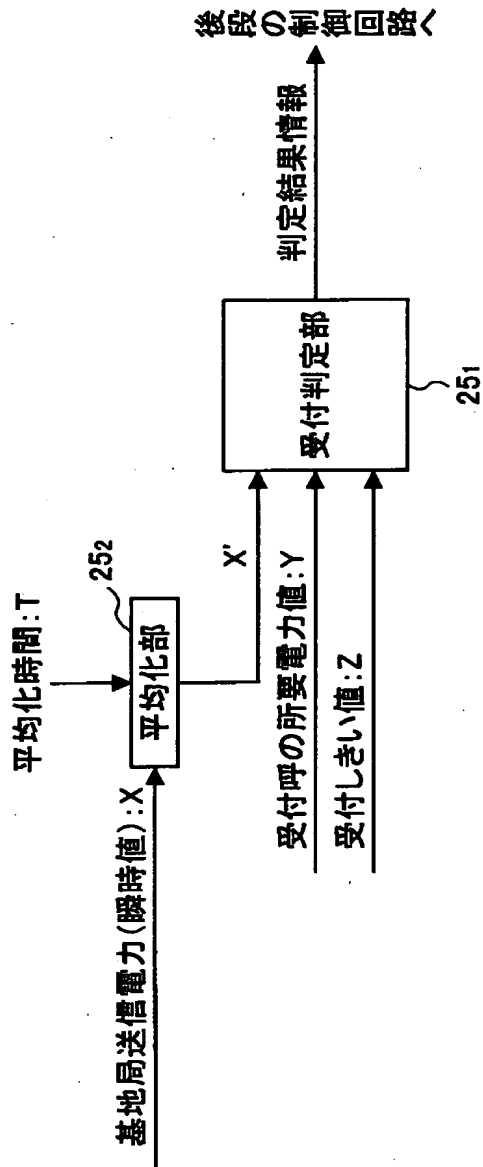 平均化時間:T
基地局送信電力(瞬時値):X
平均化部
25₂
X'
受付呼の所要電力値:Y
受付しきい値:Z
受付判定部
25₁
判定結果情報
後段の制御回路へ